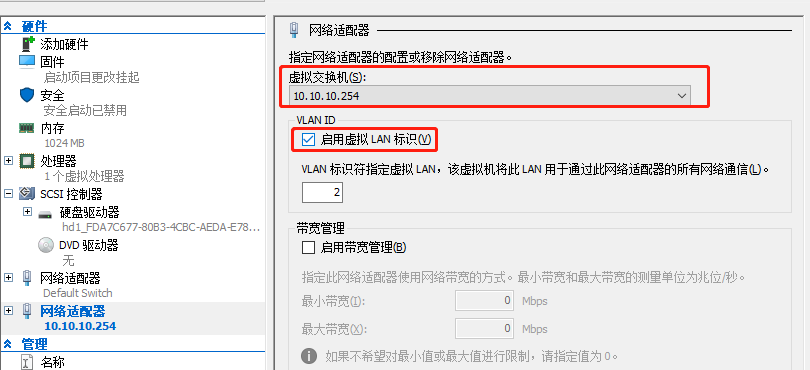 硬件
添加硬件
固件
启动项目更改挂起
安全
安全启动已禁用
内存
1024 MB
处理器
1 个虚拟处理器
SCSI 控制器
硬盘驱动器
hd1_FDA7C677-80B3-4CBC-AEDA-E78...
DVD 驱动器
无
网络适配器
Default Switch
网络适配器
10.10.10.254
管理
名称
网络适配器
指定网络适配器的配置或移除网络适配器。
虚拟交换机(S):
10.10.10.254
VLAN ID
启用虚拟 LAN 标识(V)
VLAN 标识符指定虚拟 LAN，该虚拟机将此 LAN 用于通过此网络适配器的所有网络通信(L)。
2
带宽管理
启用带宽管理(B)
指定此网络适配器使用网络带宽的方式。最小带宽和最大带宽的测量单位为兆位/秒。
最小带宽(I): 0 Mbps
最大带宽(X): 0 Mbps
如果不希望对最小值或最大值进行限制，请指定值为 0。